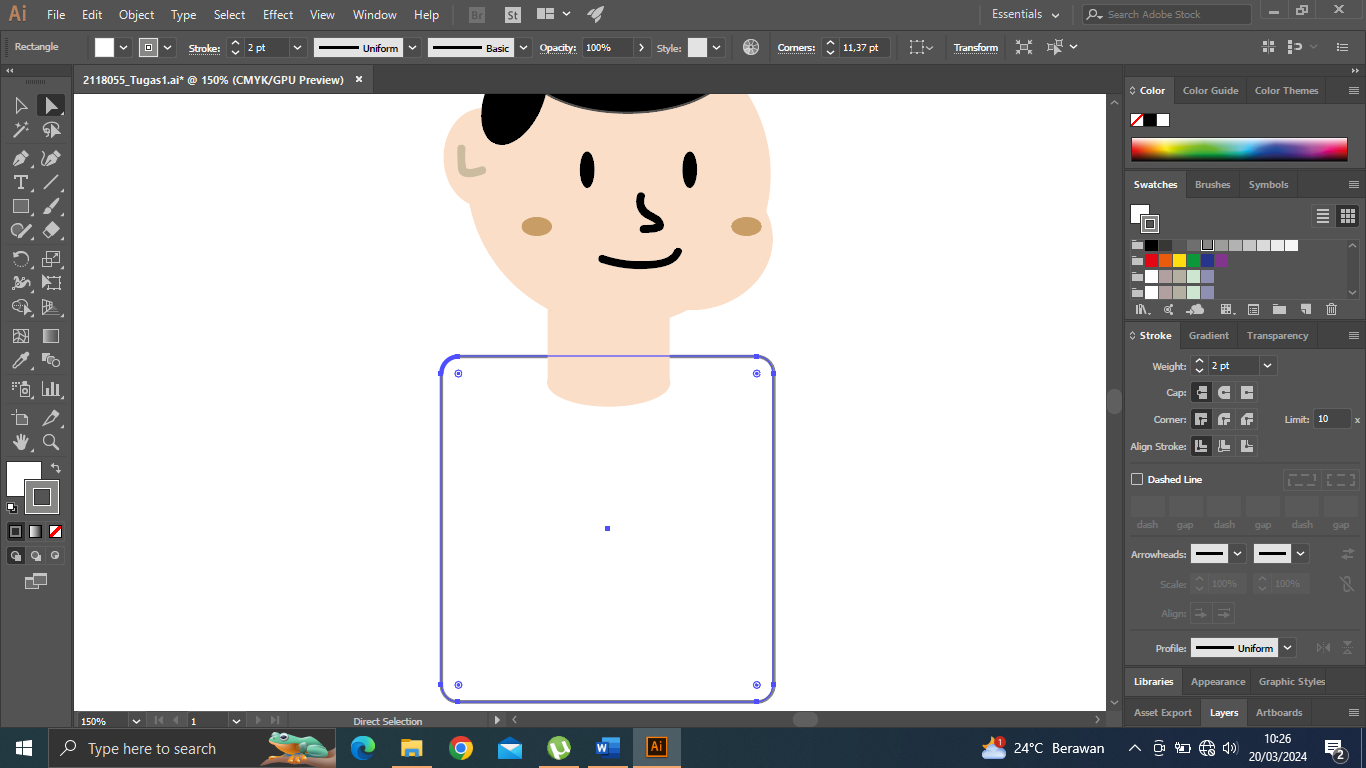 Ai File Edit Object Type Select Effect View Window Help Br St Essentials Search Adobe Stock
Rectangle Stroke: 2 pt Uniform Basic Opacity: 100% Style: Corners: 11,37 pt Transform
2118055_Tugas1.ai* @ 150% (CMYK/GPU Preview)
Color Color Guide Color Themes
Swatches Brushes Symbols
Stroke Gradient Transparency
Weight: 2 pt
Cap:
Corner: Limit: 10 x
Align Stroke:
Dashed Line
dash gap dash gap dash gap
Arrowheads:
Scale: 100% 100%
Align:
Profile: Uniform
Libraries Appearance Graphic Styles
Asset Export Layers Artboards
150% 1 Direct Selection
Type here to search W Ai 1 24°C Berawan 10:26
20/03/2024 2